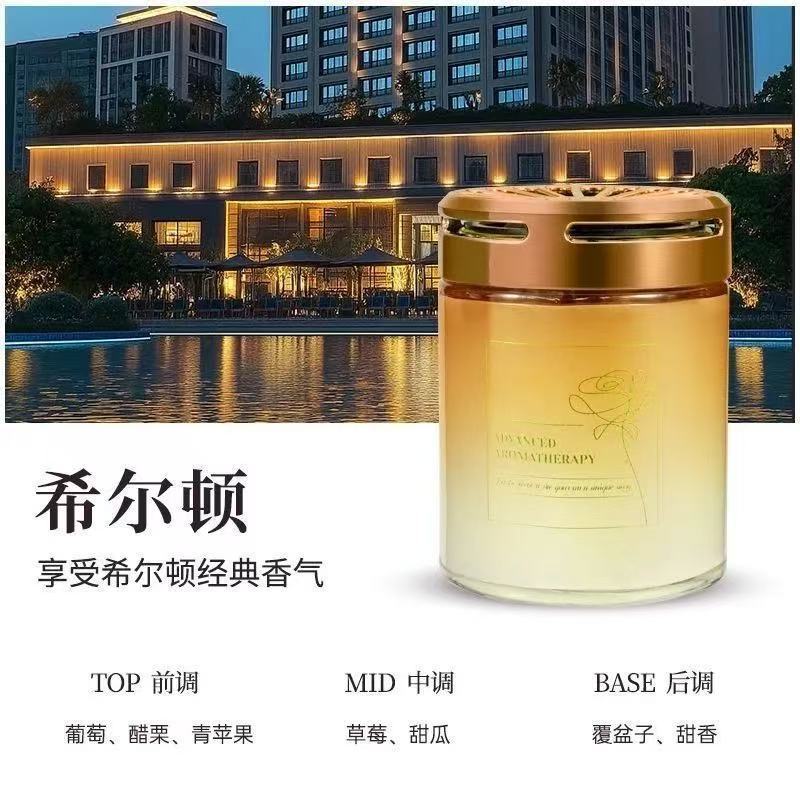 ADVANCED
AROMATHERAPY
希尔顿
享受希尔顿经典香气
TOP 前调
MID 中调
BASE 后调
葡萄、醋栗、青苹果
草莓、甜瓜
覆盆子、甜香